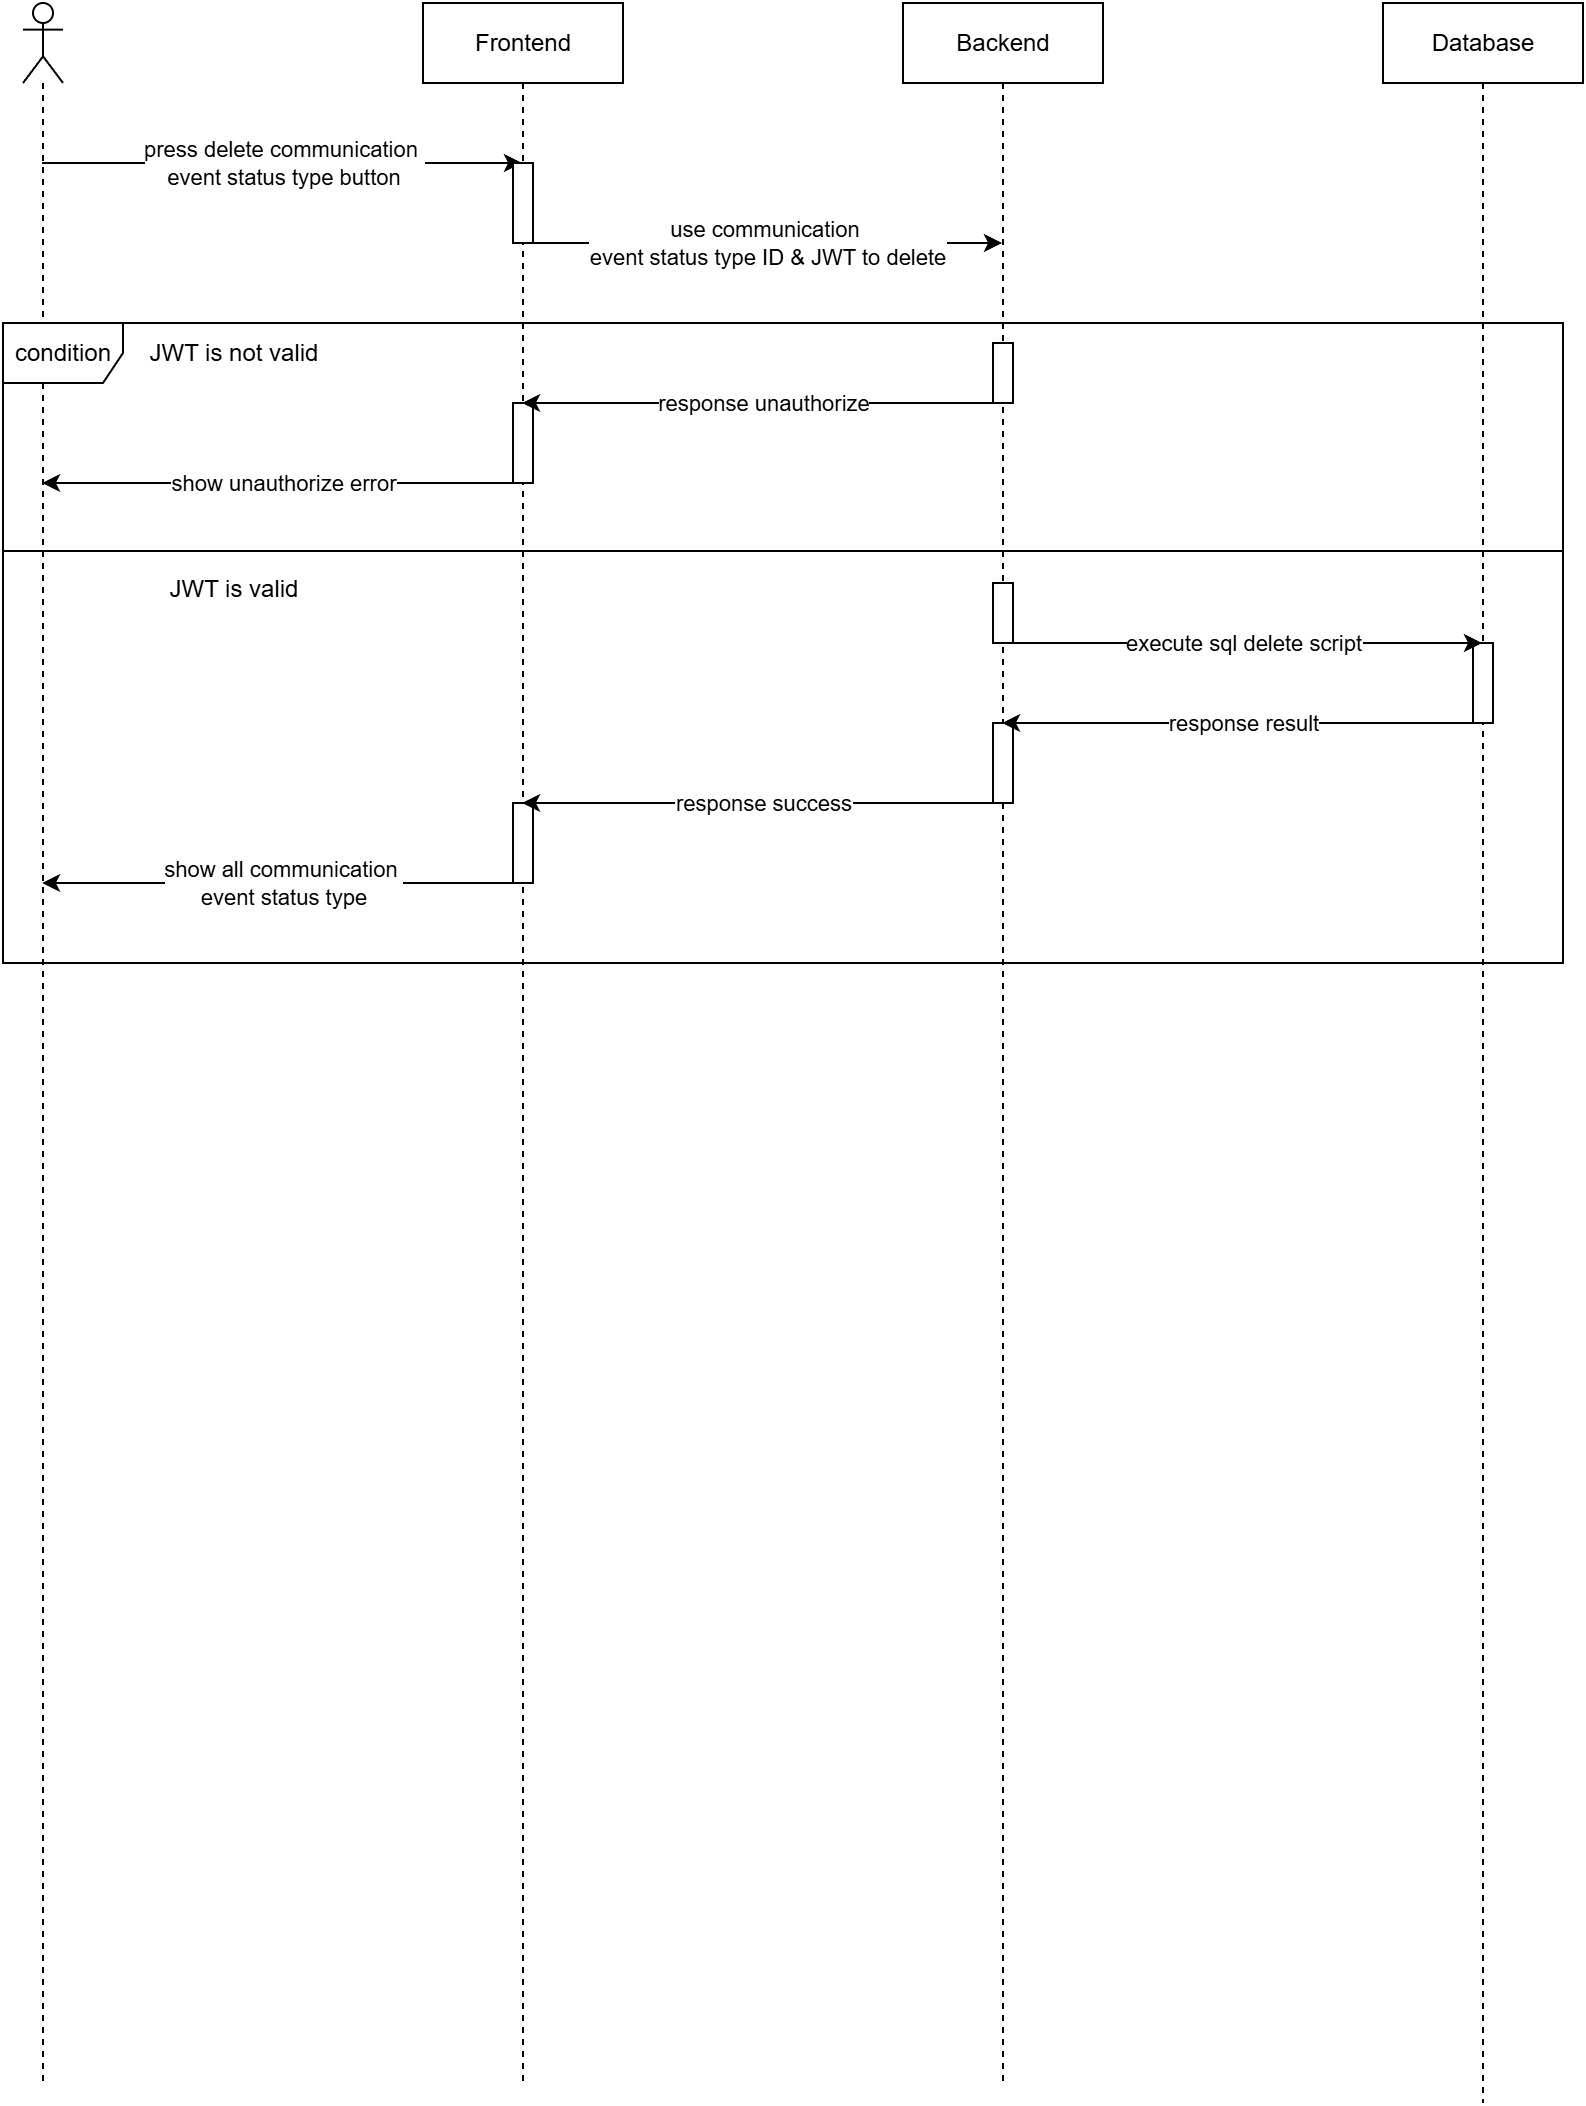 Frontend
Backend
Database
press delete communication
event status type button
use communication
event status type ID & JWT to delete
condition
JWT is not valid
response unauthorize
show unauthorize error
JWT is valid
execute sql delete script
response result
response success
show all communication
event status type